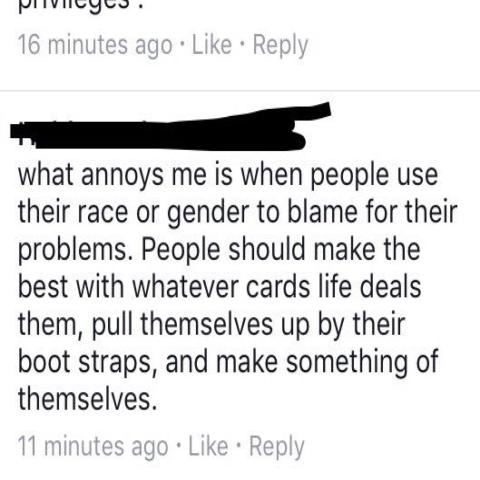 privileges .
16 minutes ago · Like · Reply
what annoys me is when people use
their race or gender to blame for their
problems. People should make the
best with whatever cards life deals
them, pull themselves up by their
boot straps, and make something of
themselves.
11 minutes ago · Like · Reply